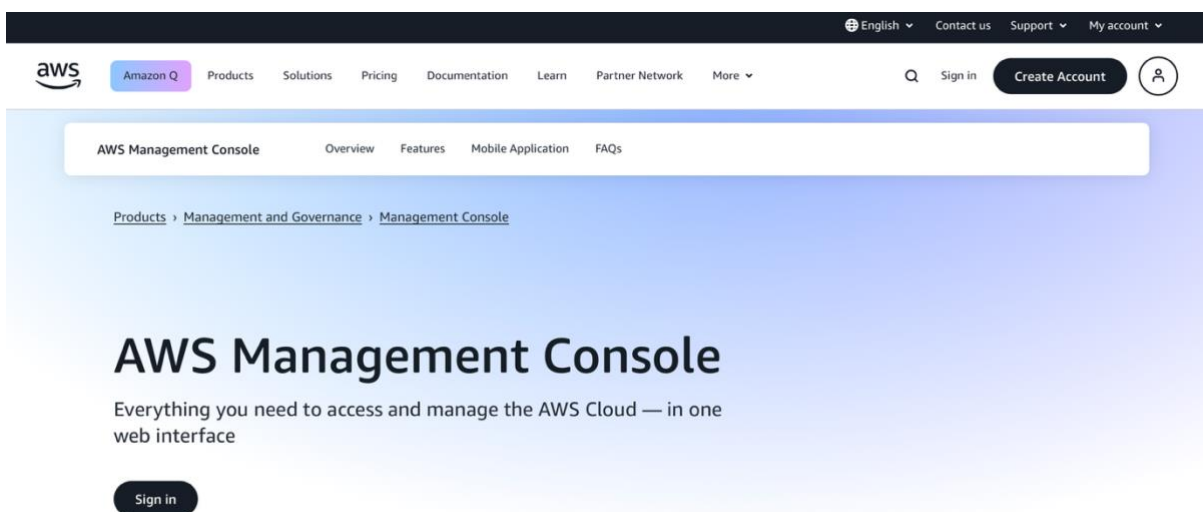 English Contact us Support My account
aws Amazon Q Products Solutions Pricing Documentation Learn Partner Network More Sign in Create Account
AWS Management Console Overview Features Mobile Application FAQs
Products › Management and Governance › Management Console
AWS Management Console
Everything you need to access and manage the AWS Cloud — in one
web interface
Sign in